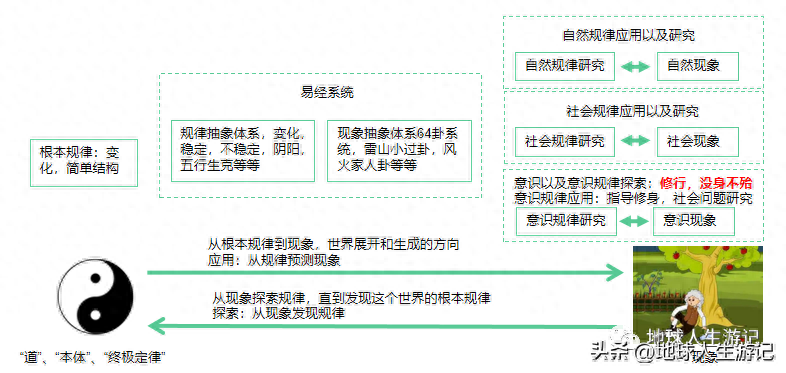 自然规律应用以及研究
自然规律研究
自然现象
易经系统
社会规律应用以及研究
规律抽象体系，变化，
稳定，不稳定，阴阳，
五行生克等等
现象抽象体系64卦系
统，雷山小过卦，风
火家人卦等等
社会规律研究
社会现象
根本规律：变
化，简单结构
意识以及意识规律探索：修行，没身不殆
意识规律应用：指导修身，社会问题研究
意识规律研究
意识现象
从根本规律到现象，世界展开和生成的方向
应用：从规律预测现象
从现象探索规律，直到发现这个世界的根本规律
探索：从现象发现规律
地球人生游记
“道”、“本体”、“终极定律”
现象
头条 @地球人生游记